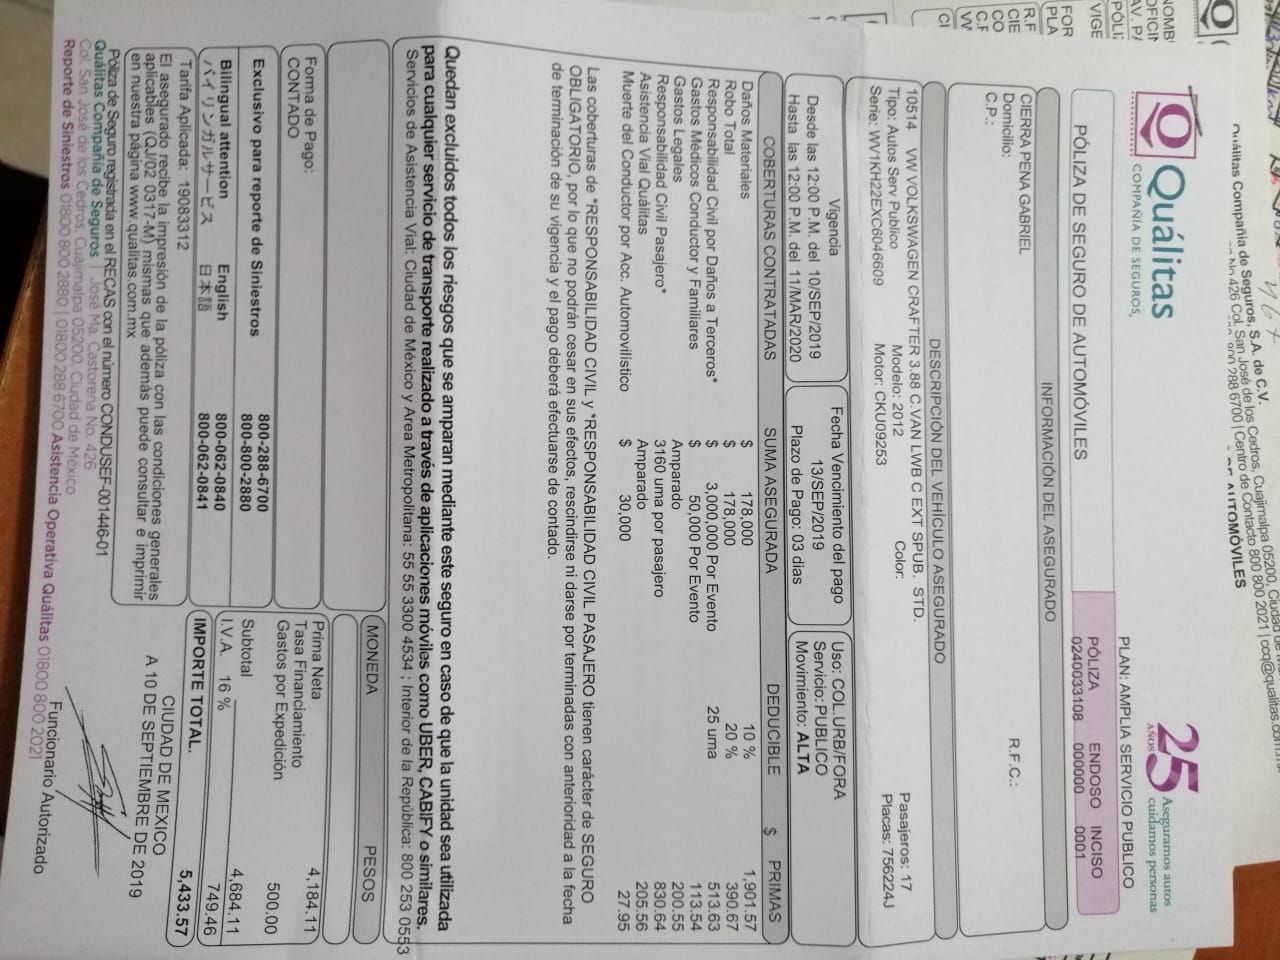 Quálitas Compañía de Seguros, S.A. de C.V.
No 426 Col. San José de los Cedros, Cuajimalpa 05200, Ciudad
288 6700 | Centro de Contacto 800 800 2021 | ccq@qualitas.com.mx
DE AUTOMÓVILES
Quálitas
COMPAÑÍA DE SEGUROS
25
AÑOS
Aseguramos autos
cuidamos personas
PLAN: AMPLIA SERVICIO PUBLICO
PÓLIZA DE SEGURO DE AUTOMÓVILES
PÓLIZA ENDOSO INCISO
0240033108 000000 0001
INFORMACIÓN DEL ASEGURADO
CIERRA PENA GABRIEL
Domicilio: R.F.C.:
C.P.:
DESCRIPCIÓN DEL VEHÍCULO ASEGURADO
10514 VW VOLKSWAGEN CRAFTER 3.88 C.VAN LWB C EXT SPUB. STD.
Tipo: Autos Serv Publico Modelo: 2012 Color: Pasajeros: 17
Serie: WV1KH22EXC6046609 Motor: CKU09253 Placas: 756224J
Vigencia
Desde las 12:00 P.M. del 10/SEP/2019
Hasta las 12:00 P.M. del 11/MAR/2020
Fecha Vencimiento del pago
13/SEP/2019
Plazo de Pago: 03 dias
Uso: COL.URB/FORA
Servicio: PUBLICO
Movimiento: ALTA
COBERTURAS CONTRATADAS SUMA ASEGURADA DEDUCIBLE $ PRIMAS
Daños Materiales $ 178,000 10 % 1,901.57
Robo Total $ 178,000 20 % 390.67
Responsabilidad Civil por Daños a Terceros* $ 3,000,000 Por Evento 25 uma 513.63
Gastos Médicos Conductor y Familiares $ 50,000 Por Evento 113.54
Gastos Legales Amparado 200.55
Responsabilidad Civil Pasajero* 3160 uma por pasajero 830.64
Asistencia Vial Quálitas Amparado 205.56
Muerte del Conductor por Acc. Automovilístico $ 30,000 27.95
Las coberturas de *RESPONSABILIDAD CIVIL y *RESPONSABILIDAD CIVIL PASAJERO tienen carácter de SEGURO
OBLIGATORIO, por lo que no podrán cesar en sus efectos, rescindirse ni darse por terminadas con anterioridad a la fecha
de terminación de su vigencia y el pago deberá efectuarse de contado.
Quedan excluidos todos los riesgos que se amparan mediante este seguro en caso de que la unidad sea utilizada
para cualquier servicio de transporte realizado a través de aplicaciones móviles como UBER, CABIFY o similares.
Servicios de Asistencia Vial: Ciudad de México y Area Metropolitana: 55 55 3300 4534 ; Interior de la República: 800 253 0553
MONEDA PESOS
Forma de Pago:
CONTADO
Prima Neta 4,184.11
Tasa Financiamiento
Gastos por Expedición 500.00
Exclusivo para reporte de Siniestros 800-288-6700
800-800-2880
Bilingual attention English 800-062-0840
バイリンガルサービス 日本語 800-062-0841
Subtotal 4,684.11
I.V.A. 16 % 749.46
IMPORTE TOTAL. 5,433.57
Tarifa Aplicada: 19083312
El asegurado recibe la impresión de la póliza con las condiciones generales
aplicables (QJ/02 0317-M) mismas que además puede consultar e imprimir
en nuestra página www.qualitas.com.mx
CIUDAD DE MEXICO
A 10 DE SEPTIEMBRE DE 2019
Póliza de Seguro registrada en el RECAS con el número CONDUSEF-001446-01
Quálitas Compañía de Seguros | José Ma. Castorena No. 426
Col. San José de los Cedros, Cuajimalpa 05200, Ciudad de México
Reporte de Siniestros 01800 800 2880 | 01800 288 6700 Asistencia Operativa Quálitas 01800 800 2021
Funcionario Autorizado